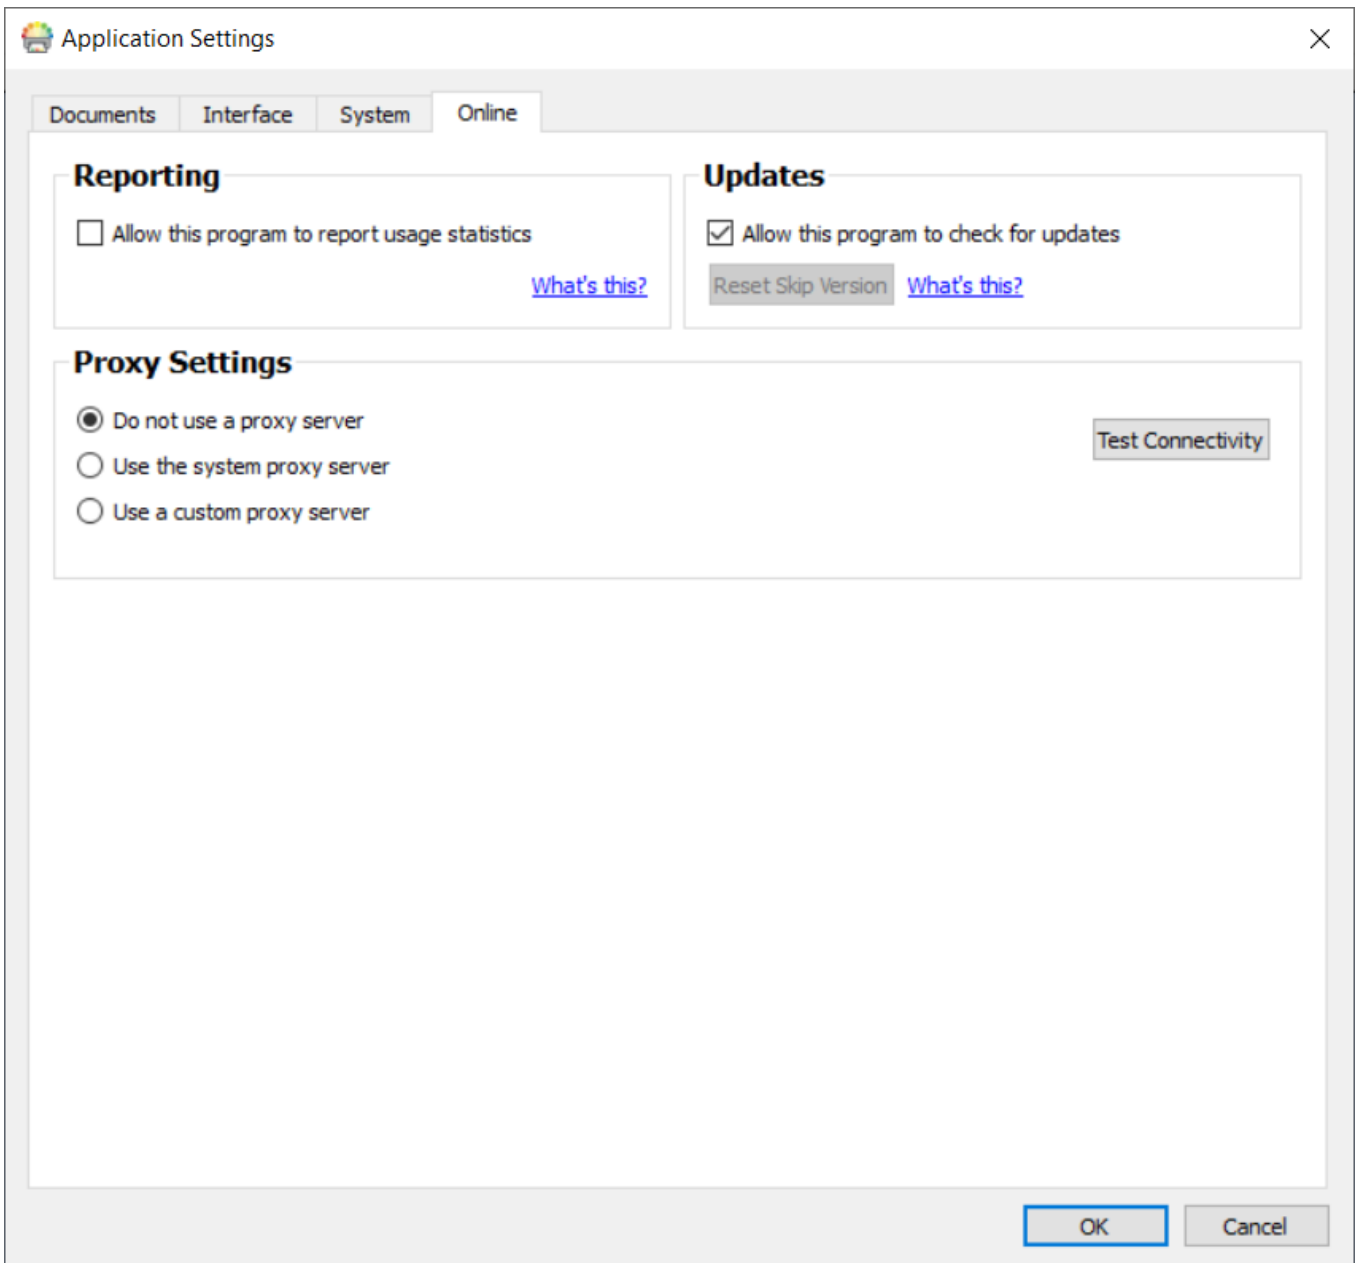 Application Settings
Documents Interface System Online
Reporting
Allow this program to report usage statistics
What's this?
Updates
Allow this program to check for updates
Reset Skip Version What's this?
Proxy Settings
Do not use a proxy server
Use the system proxy server
Use a custom proxy server
Test Connectivity
OK Cancel